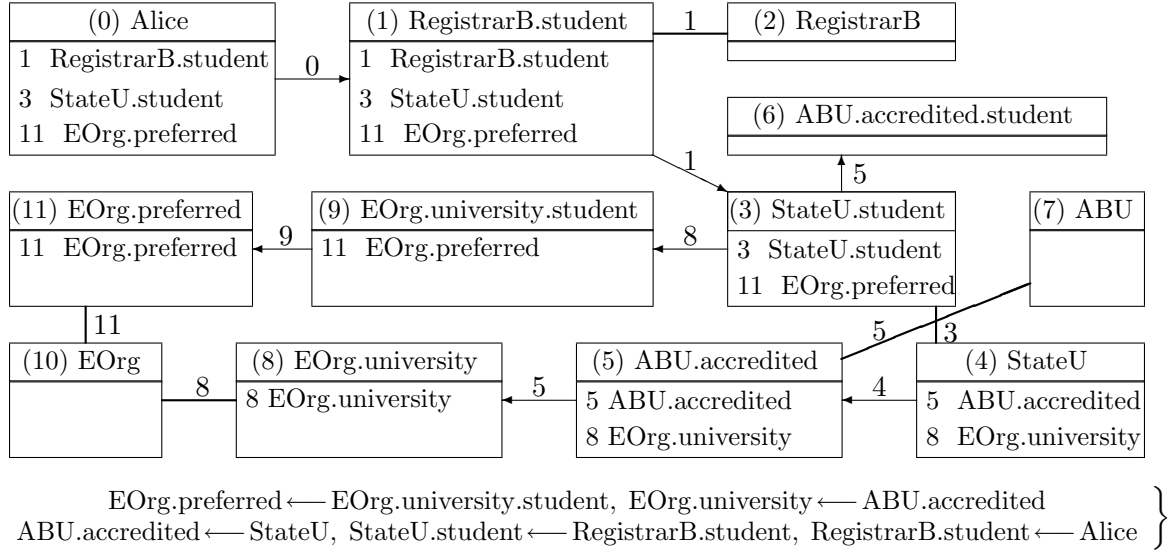 (0) Alice
1 RegistrarB.student
3 StateU.student
11 EOrg.preferred
0
(1) RegistrarB.student
1 RegistrarB.student
3 StateU.student
11 EOrg.preferred
1
(2) RegistrarB
1
(6) ABU.accredited.student
5
(11) EOrg.preferred
11 EOrg.preferred
9
(9) EOrg.university.student
11 EOrg.preferred
8
(3) StateU.student
3 StateU.student
11 EOrg.preferred
(7) ABU
11
5
3
(10) EOrg
8
(8) EOrg.university
8 EOrg.university
5
(5) ABU.accredited
5 ABU.accredited
8 EOrg.university
4
(4) StateU
5 ABU.accredited
8 EOrg.university
EOrg.preferred ⟵ EOrg.university.student, EOrg.university ⟵ ABU.accredited
ABU.accredited ⟵ StateU, StateU.student ⟵ RegistrarB.student, RegistrarB.student ⟵ Alice }